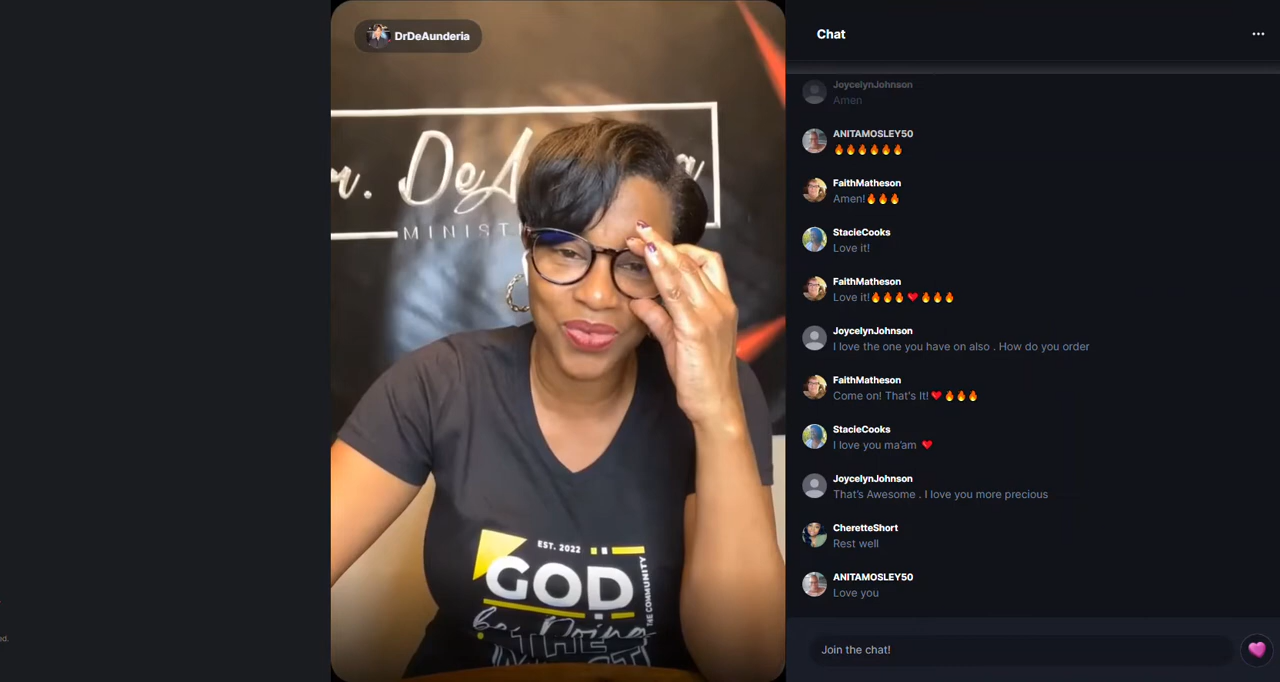 DrDeAunderia
MINIST
EST. 2022
GOD
be Doing
THE
THE COMMUNITY
Chat
JoycelynJohnson
Amen
ANITAMOSLEY50
🔥🔥🔥🔥🔥🔥
FaithMatheson
Amen!🔥🔥🔥
StacieCooks
Love it!
FaithMatheson
Love it!🔥🔥🔥❤️🔥🔥🔥
JoycelynJohnson
I love the one you have on also . How do you order
FaithMatheson
Come on! That's It!❤️🔥🔥🔥
StacieCooks
I love you ma'am ❤️
JoycelynJohnson
That's Awesome . I love you more precious
CheretteShort
Rest well
ANITAMOSLEY50
Love you
Join the chat!